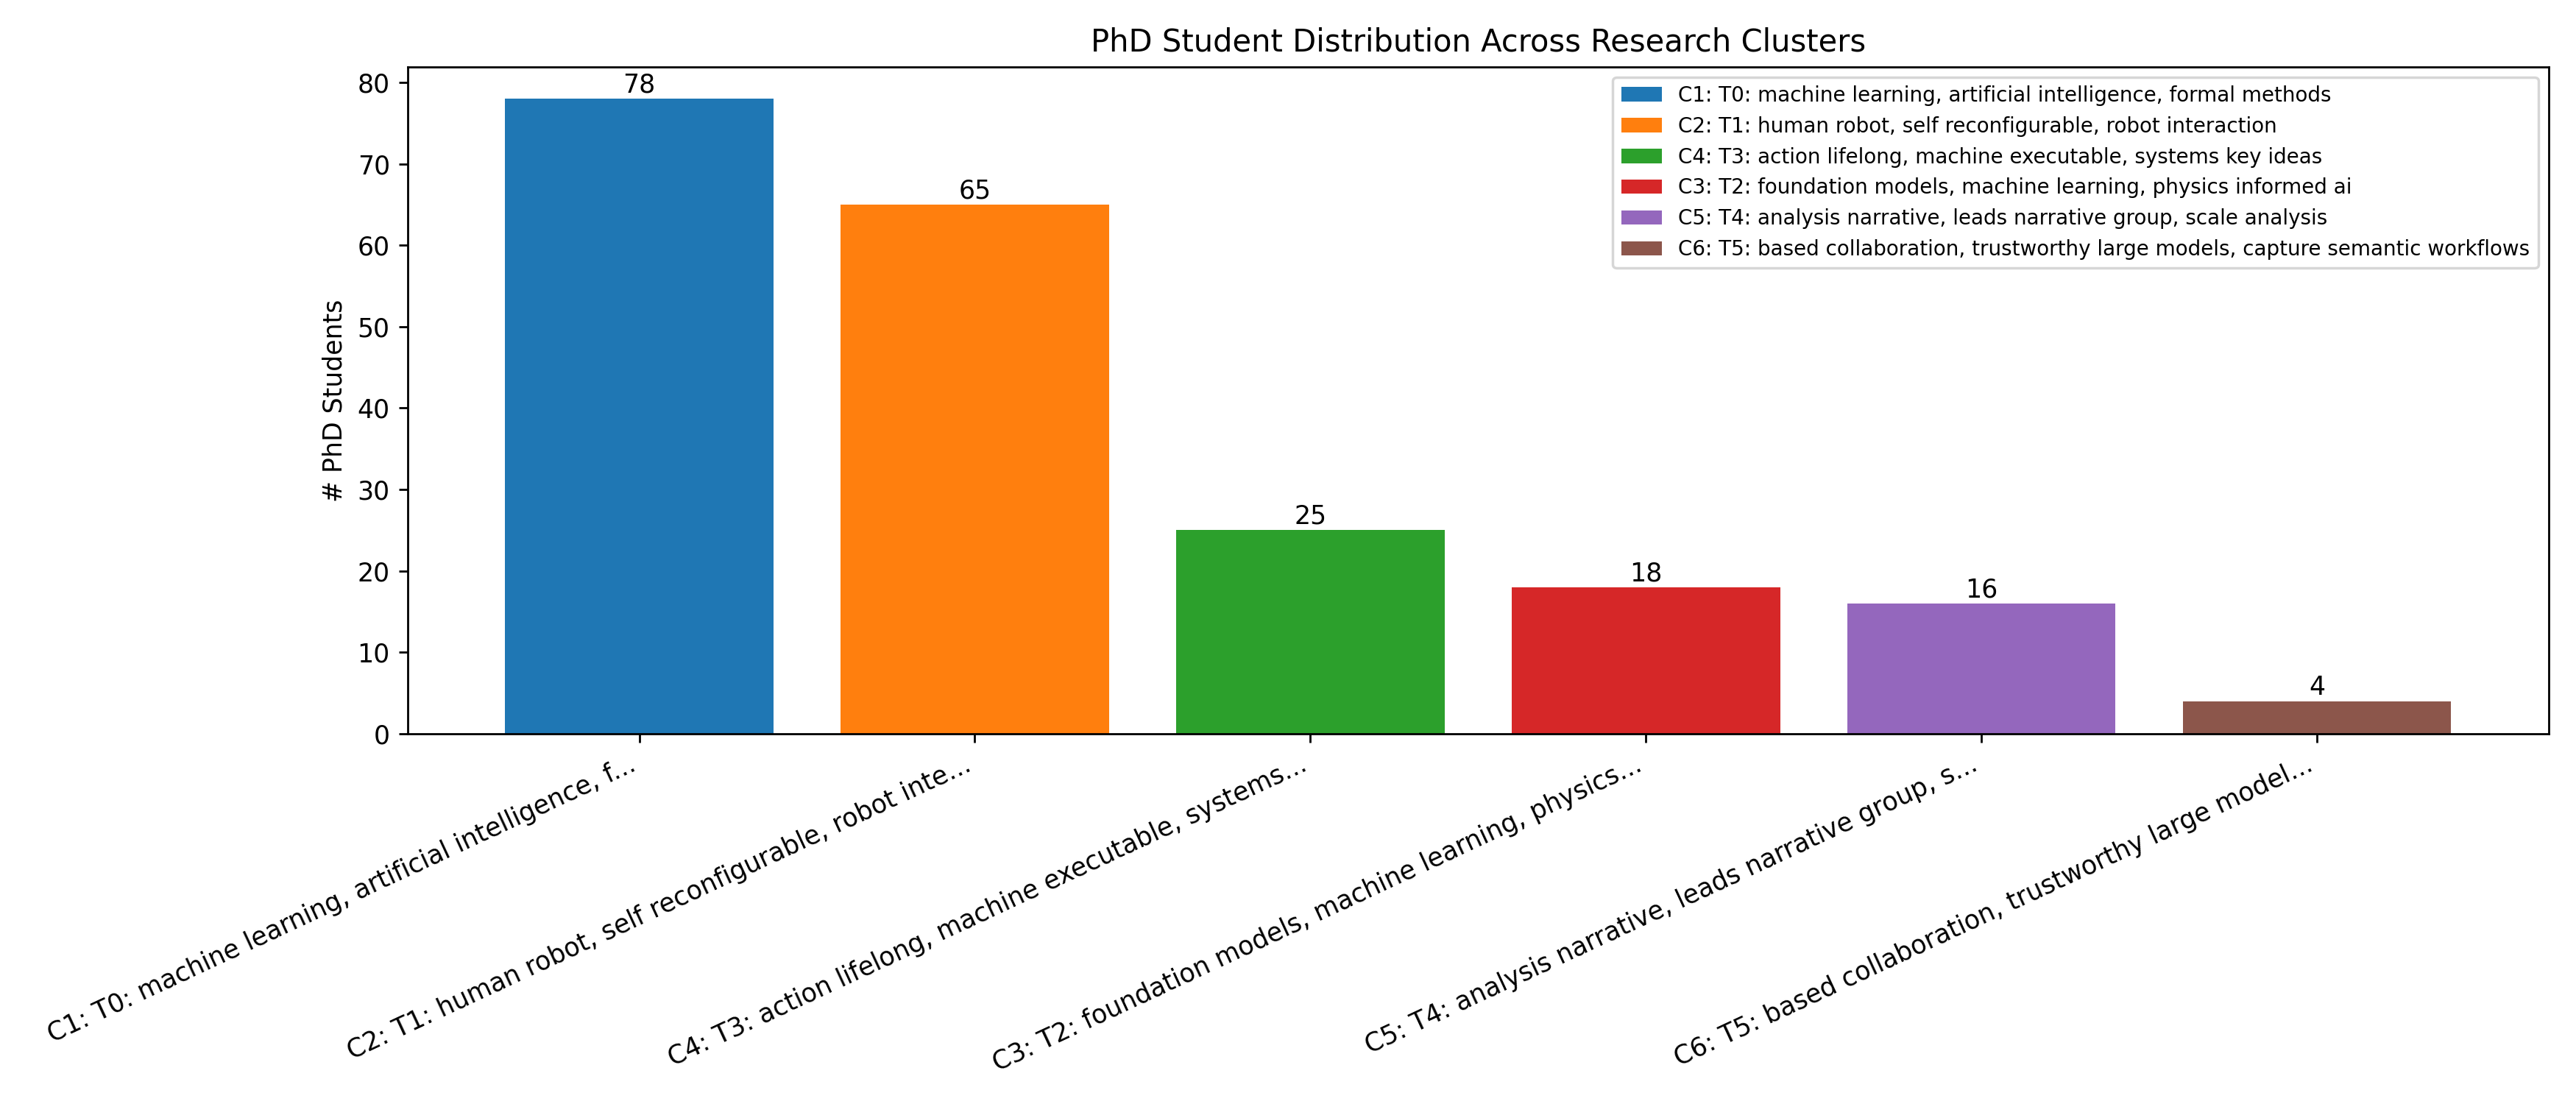 PhD Student Distribution Across Research Clusters
# PhD Students
80
70
60
50
40
30
20
10
0
78
65
25
18
16
4
C1: T0: machine learning, artificial intelligence, formal methods
C2: T1: human robot, self reconfigurable, robot interaction
C4: T3: action lifelong, machine executable, systems key ideas
C3: T2: foundation models, machine learning, physics informed ai
C5: T4: analysis narrative, leads narrative group, scale analysis
C6: T5: based collaboration, trustworthy large models, capture semantic workflows
C1: T0: machine learning, artificial intelligence, f...
C2: T1: human robot, self reconfigurable, robot inte...
C4: T3: action lifelong, machine executable, systems...
C3: T2: foundation models, machine learning, physics...
C5: T4: analysis narrative, leads narrative group, s...
C6: T5: based collaboration, trustworthy large model...